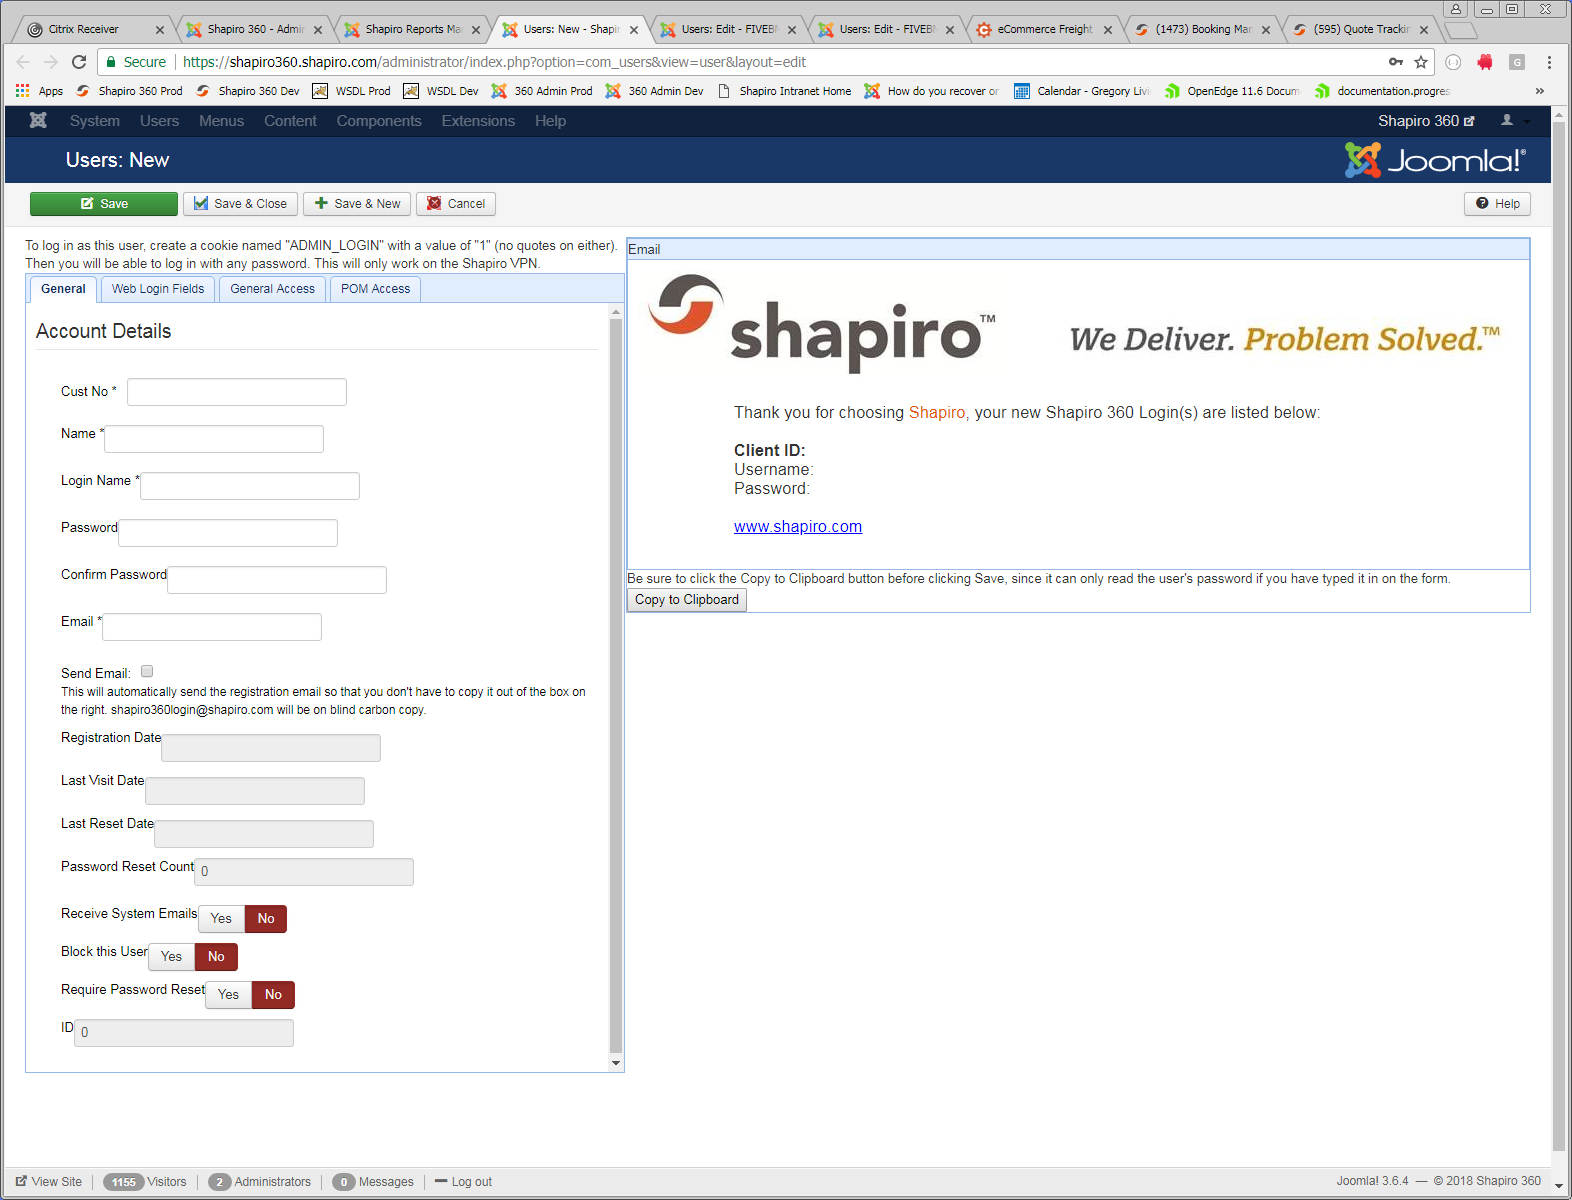 Citrix Receiver
Shapiro 360 - Admin
Shapiro Reports Ma
Users: New - Shapir
Users: Edit - FIVEB
Users: Edit - FIVEB
eCommerce Freight
(1473) Booking Man
(595) Quote Trackin
Secure https://shapiro360.shapiro.com/administrator/index.php?option=com_users&view=user&layout=edit
G
Apps Shapiro 360 Prod Shapiro 360 Dev WSDL Prod WSDL Dev 360 Admin Prod 360 Admin Dev Shapiro Intranet Home How do you recover or Calendar - Gregory Livi OpenEdge 11.6 Docum documentation.progres »
System Users Menus Content Components Extensions Help Shapiro 360
Users: New
Joomla!®
Save Save & Close Save & New Cancel Help
To log in as this user, create a cookie named "ADMIN_LOGIN" with a value of "1" (no quotes on either).
Then you will be able to log in with any password. This will only work on the Shapiro VPN.
General Web Login Fields General Access POM Access
Account Details
Cust No *
Name *
Login Name *
Password
Confirm Password
Email *
Send Email:
This will automatically send the registration email so that you don't have to copy it out of the box on
the right. shapiro360login@shapiro.com will be on blind carbon copy.
Registration Date
Last Visit Date
Last Reset Date
Password Reset Count 0
Receive System Emails Yes No
Block this User Yes No
Require Password Reset Yes No
ID 0
Email
shapiro™
We Deliver. Problem Solved.™
Thank you for choosing Shapiro, your new Shapiro 360 Login(s) are listed below:
Client ID:
Username:
Password:
www.shapiro.com
Be sure to click the Copy to Clipboard button before clicking Save, since it can only read the user's password if you have typed it in on the form.
Copy to Clipboard
View Site 1155 Visitors 2 Administrators 0 Messages Log out
Joomla! 3.6.4 — © 2018 Shapiro 360